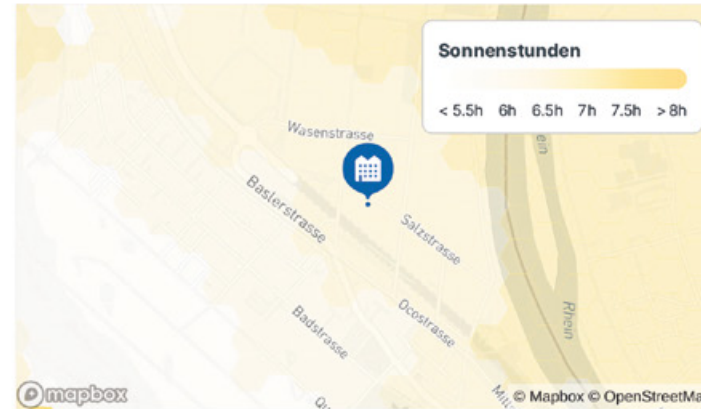 Sonnenstunden
< 5.5h 6h 6.5h 7h 7.5h > 8h
Wasenstrasse
Baslerstrasse
Salzstrasse
Ocostrasse
Badstrasse
Rhein
mapbox
© Mapbox © OpenStreetMa